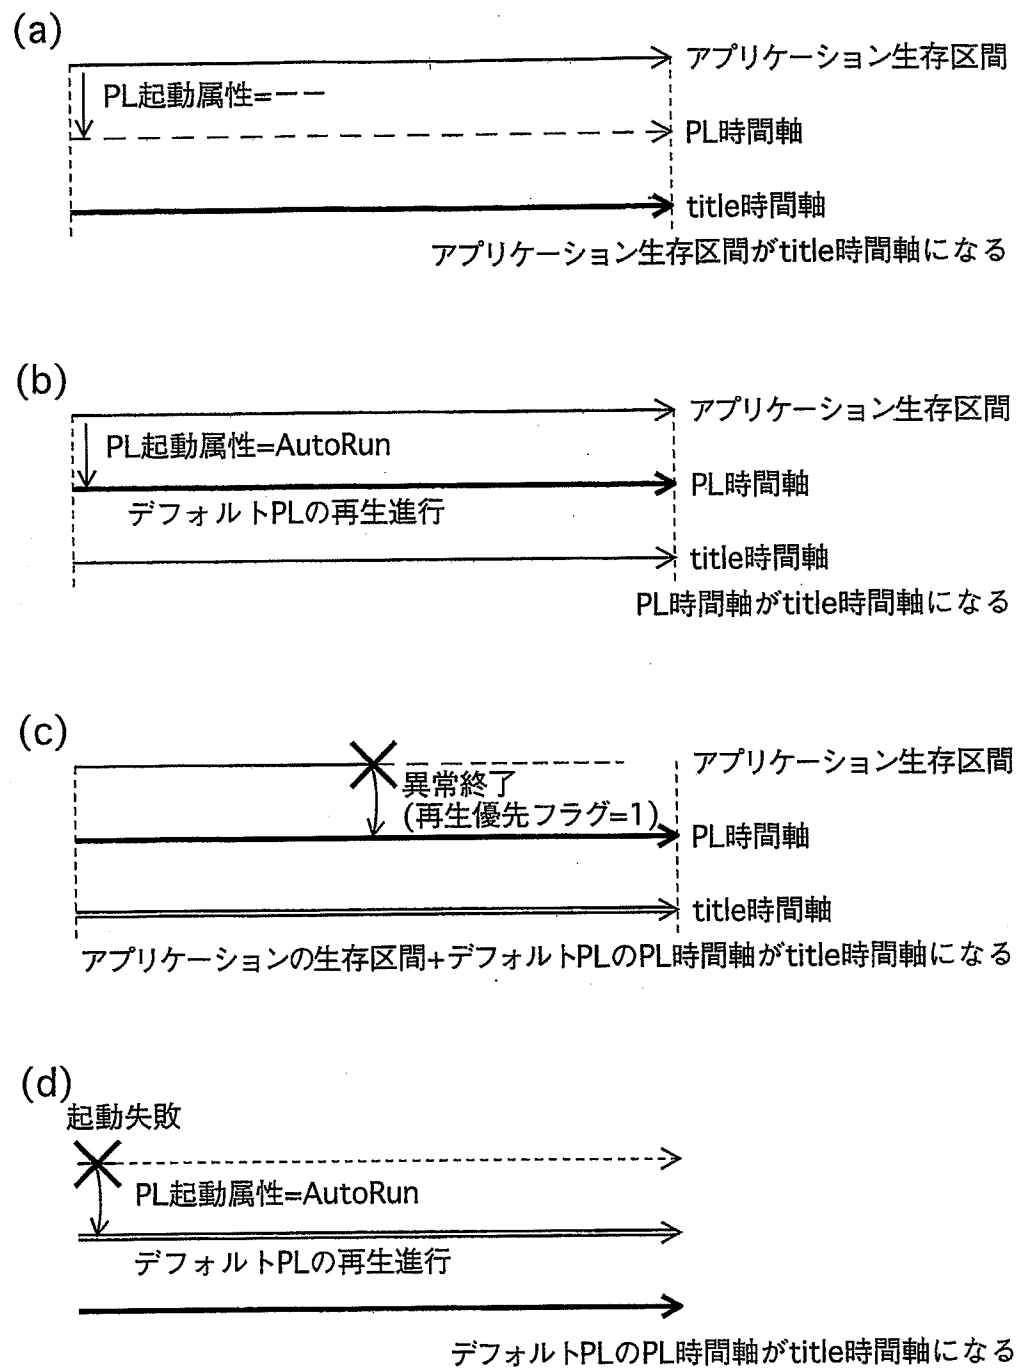 (a)
アプリケーション生存区間
PL起動属性=ーー
PL時間軸
title時間軸
アプリケーション生存区間がtitle時間軸になる
(b)
アプリケーション生存区間
PL起動属性=AutoRun
PL時間軸
デフォルトPLの再生進行
title時間軸
PL時間軸がtitle時間軸になる
(c)
アプリケーション生存区間
異常終了
(再生優先フラグ=1)
PL時間軸
title時間軸
アプリケーションの生存区間+デフォルトPLのPL時間軸がtitle時間軸になる
(d)
起動失敗
PL起動属性=AutoRun
デフォルトPLの再生進行
デフォルトPLのPL時間軸がtitle時間軸になる